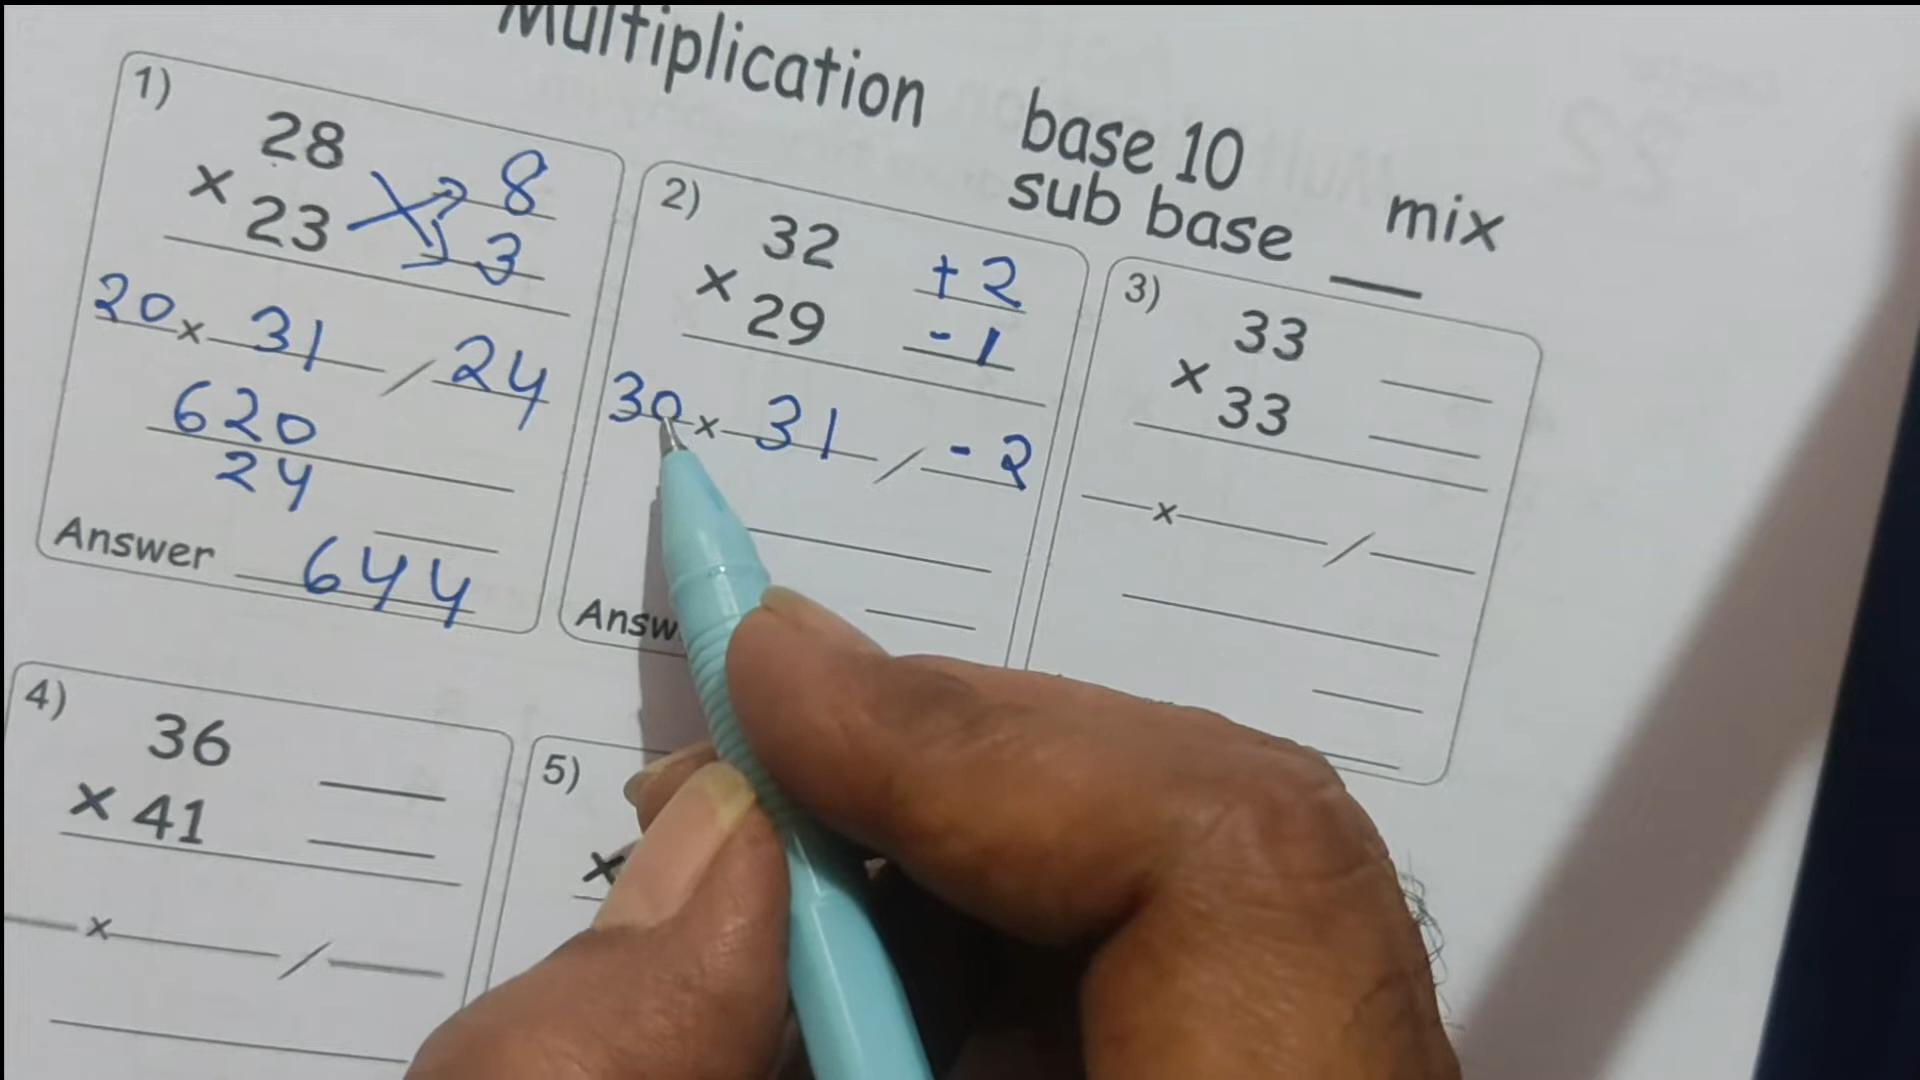 Multiplication
base 10
sub base ___ mix
1)
28 8
× 23 3
20 × 31 / 24
620
24
Answer 644
2)
32 +2
× 29 -1
30 × 31 / -2
Answ
3)
33
× 33
×
/
4)
36
× 41
×
/
5)
×